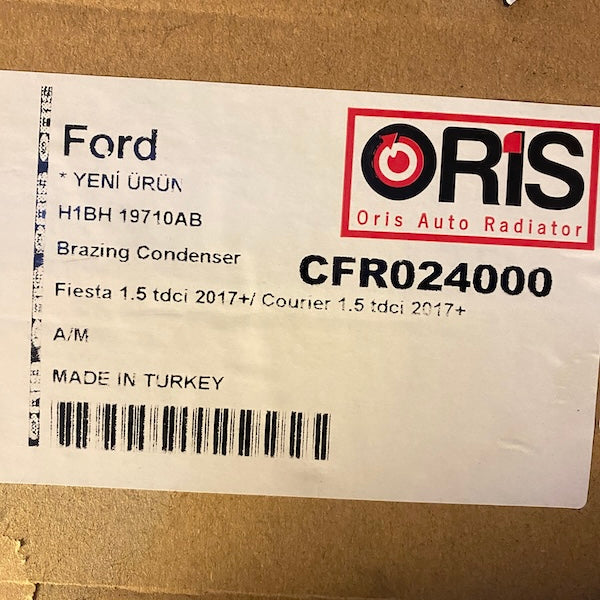 Ford
* YENİ ÜRÜN
H1BH 19710AB
Brazing Condenser
Fiesta 1.5 tdci 2017+/ Courier 1.5 tdci 2017+
A/M
MADE IN TURKEY
ORIS
Oris Auto Radiator
CFR024000